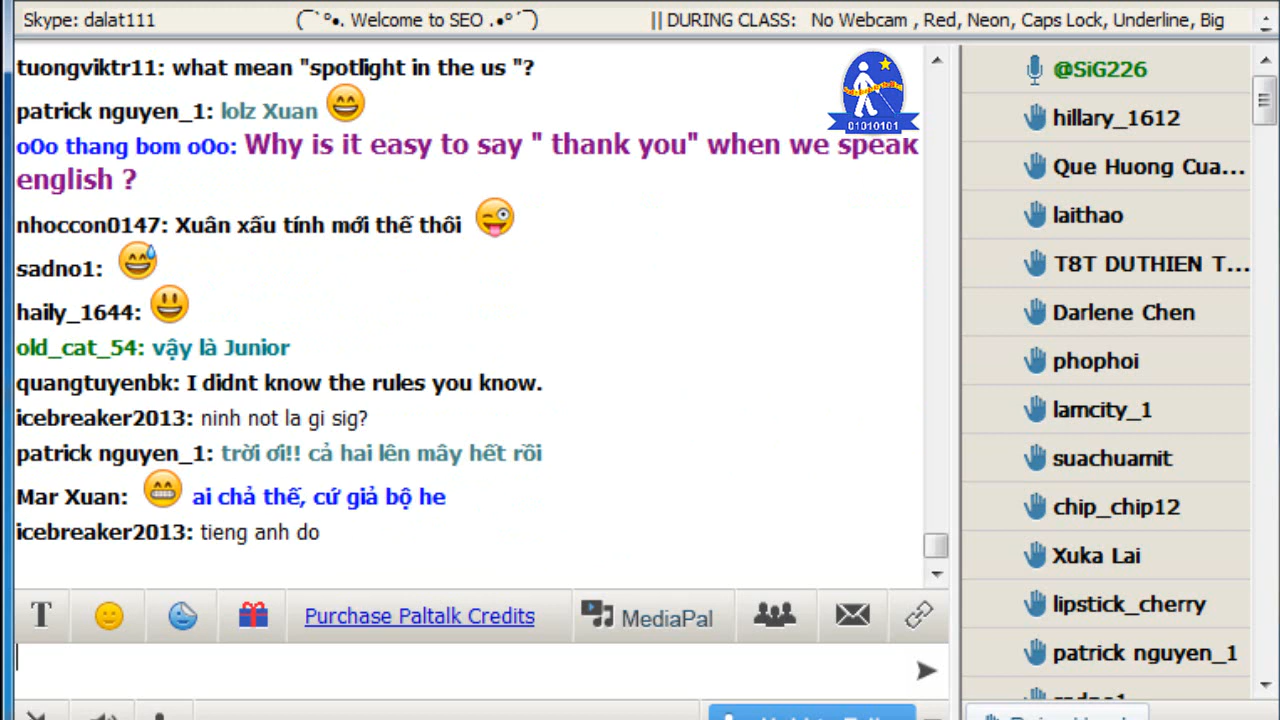 Skype: dalat111 (¯`°•. Welcome to SEO .•°´¯) || DURING CLASS: No Webcam , Red, Neon, Caps Lock, Underline, Big
tuongviktr11: what mean "spotlight in the us "?
patrick nguyen_1: lolz Xuan
oOo thang bom oOo: Why is it easy to say " thank you" when we speak
english ?
nhoccon0147: Xuân xấu tính mới thế thôi
sadno1:
haily_1644:
old_cat_54: vậy là Junior
quangtuyenbk: I didnt know the rules you know.
icebreaker2013: ninh not la gi sig?
patrick nguyen_1: trời ơi!! cả hai lên mây hết rồi
Mar Xuan: ai chả thế, cứ giả bộ he
icebreaker2013: tieng anh do
01010101
T Purchase Paltalk Credits MediaPal
@SiG226
hillary_1612
Que Huong Cua...
laithao
T8T DUTHIEN T...
Darlene Chen
phophoi
lamcity_1
suachuamit
chip_chip12
Xuka Lai
lipstick_cherry
patrick nguyen_1